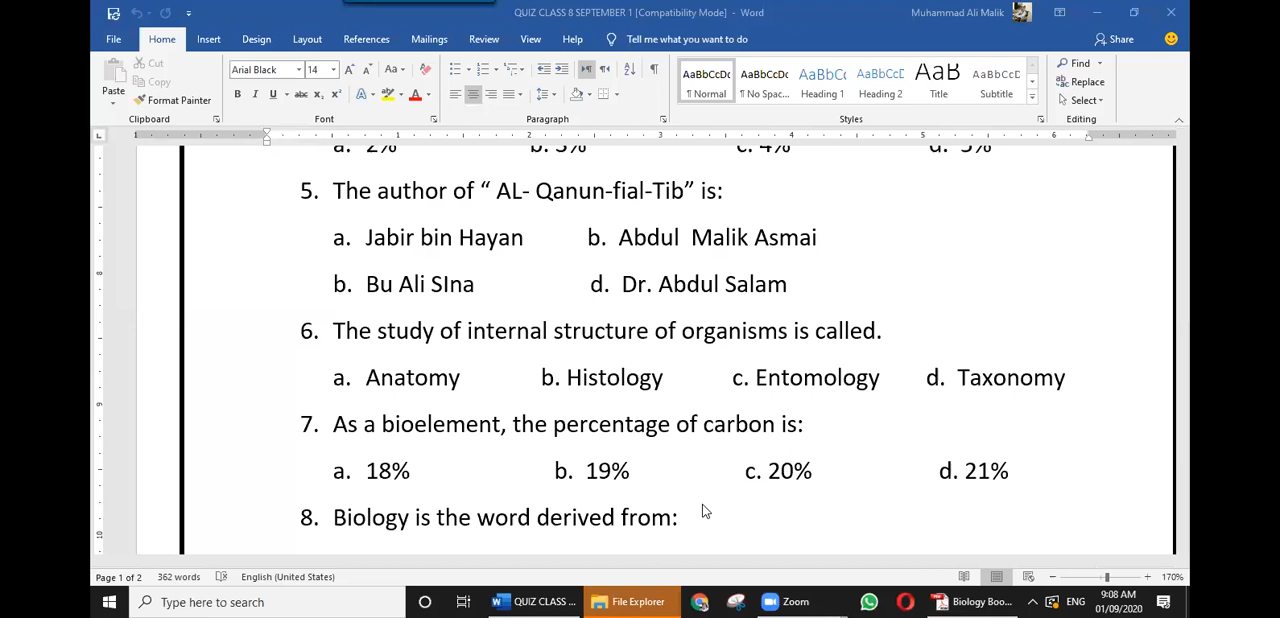 QUIZ CLASS 8 SEPTEMBER 1 [Compatibility Mode] - Word
Muhammad Ali Malik
File Home Insert Design Layout References Mailings Review View Help Tell me what you want to do Share
Paste
Cut
Copy
Format Painter
Arial Black 14
AaBbCcDc AaBbCcDc AaBbC AaBbCcC AaB AaBbCcD
¶ Normal ¶ No Spac... Heading 1 Heading 2 Title Subtitle
Find
Replace
Select
Clipboard Font Paragraph Styles Editing
a. 2% b. 3% c. 4% d. 5%
5. The author of “ AL- Qanun-fial-Tib” is:
a. Jabir bin Hayan b. Abdul Malik Asmai
b. Bu Ali SIna d. Dr. Abdul Salam
6. The study of internal structure of organisms is called.
a. Anatomy b. Histology c. Entomology d. Taxonomy
7. As a bioelement, the percentage of carbon is:
a. 18% b. 19% c. 20% d. 21%
8. Biology is the word derived from:
Page 1 of 2 362 words English (United States) 170%
Type here to search
QUIZ CLASS ... File Explorer Zoom Biology Boo... ENG
9:08 AM
01/09/2020